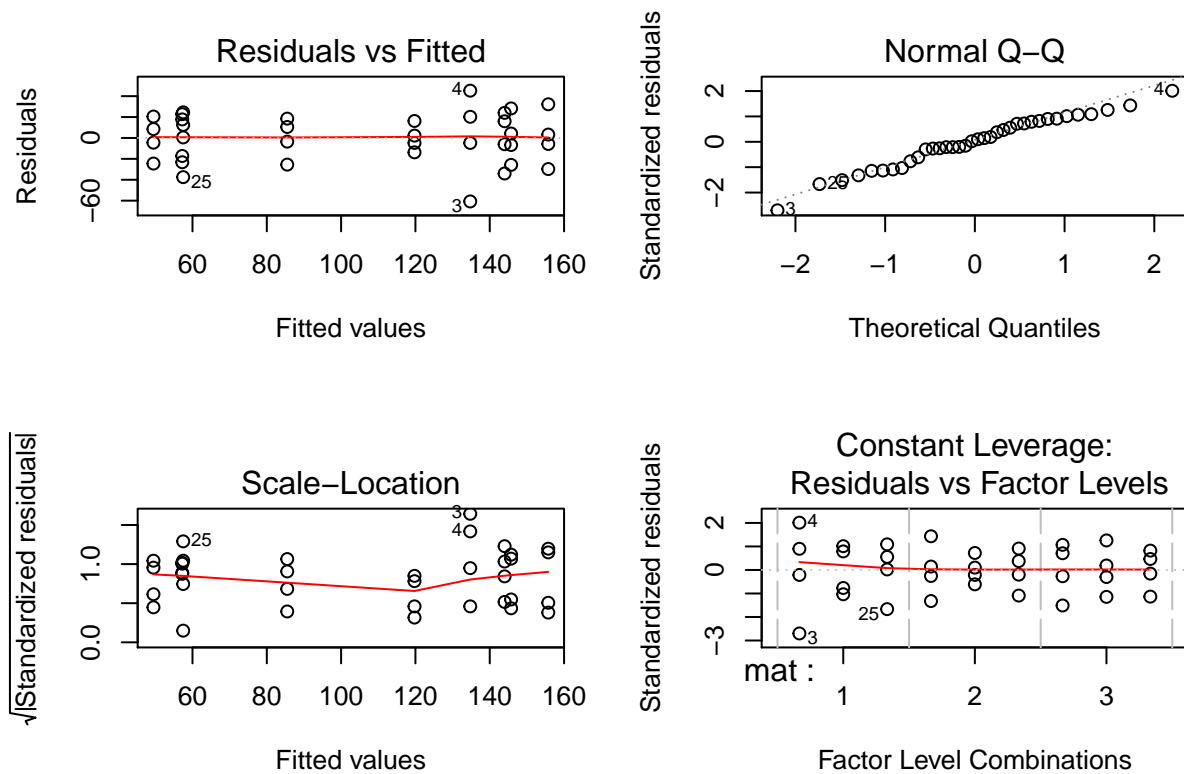 Residuals vs Fitted
Residuals
0
−60
4
25
3
60 80 100 120 140 160
Fitted values
Normal Q−Q
Standardized residuals
2
0
−2
4
25
3
−2 −1 0 1 2
Theoretical Quantiles
Scale−Location
√|Standardized residuals|
1.0
0.0
3
25
4
60 80 100 120 140 160
Fitted values
Constant Leverage:
Residuals vs Factor Levels
Standardized residuals
2
0
−3
4
25
3
mat :
1 2 3
Factor Level Combinations